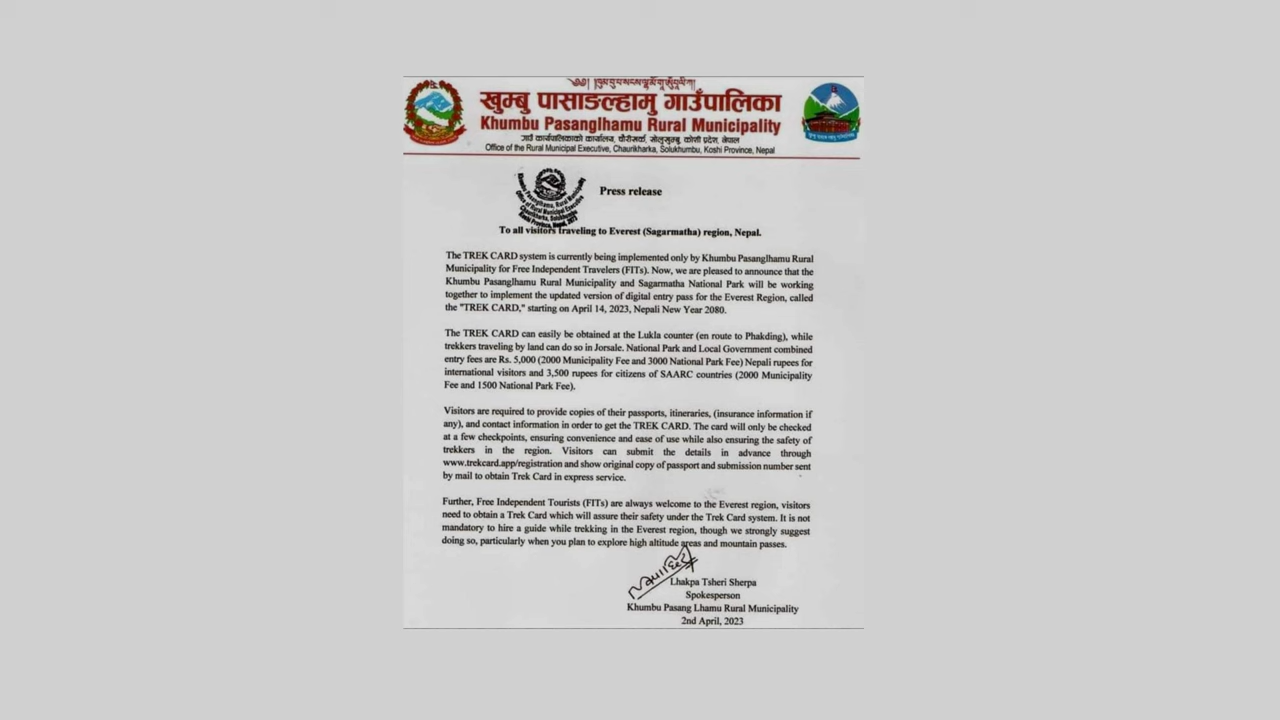 खुम्बु पासाङल्हामु गाउँपालिका
Khumbu Pasanglhamu Rural Municipality
गाउँ कार्यपालिकाको कार्यालय, चौरीखर्क, सोलुखुम्बु, कोशी प्रदेश, नेपाल
Office of the Rural Municipal Executive, Chaurikharka, Solukhumbu, Koshi Province, Nepal
Khumbu Pasanglhamu Rural Municipality
Office of Rural Municipal Executive
Chaurikharka, Solukhumbu
Press release
To all visitors traveling to Everest (Sagarmatha) region, Nepal.
The TREK CARD system is currently being implemented only by Khumbu Pasanglhamu Rural
Municipality for Free Independent Travelers (FITs). Now, we are pleased to announce that the
Khumbu Pasanglhamu Rural Municipality and Sagarmatha National Park will be working
together to implement the updated version of digital entry pass for the Everest Region, called
the "TREK CARD," starting on April 14, 2023, Nepali New Year 2080.
The TREK CARD can easily be obtained at the Lukla counter (en route to Phakding), while
trekkers traveling by land can do so in Jorsale. National Park and Local Government combined
entry fees are Rs. 5,000 (2000 Municipality Fee and 3000 National Park Fee) Nepali rupees for
international visitors and 3,500 rupees for citizens of SAARC countries (2000 Municipality
Fee and 1500 National Park Fee).
Visitors are required to provide copies of their passports, itineraries, (insurance information if
any), and contact information in order to get the TREK CARD. The card will only be checked
at a few checkpoints, ensuring convenience and ease of use while also ensuring the safety of
trekkers in the region. Visitors can submit the details in advance through
www.trekcard.app/registration and show original copy of passport and submission number sent
by mail to obtain Trek Card in express service.
Further, Free Independent Tourists (FITs) are always welcome to the Everest region, visitors
need to obtain a Trek Card which will assure their safety under the Trek Card system. It is not
mandatory to hire a guide while trekking in the Everest region, though we strongly suggest
doing so, particularly when you plan to explore high altitude areas and mountain passes.
Lhakpa Tsheri Sherpa
Spokesperson
Khumbu Pasang Lhamu Rural Municipality
2nd April, 2023